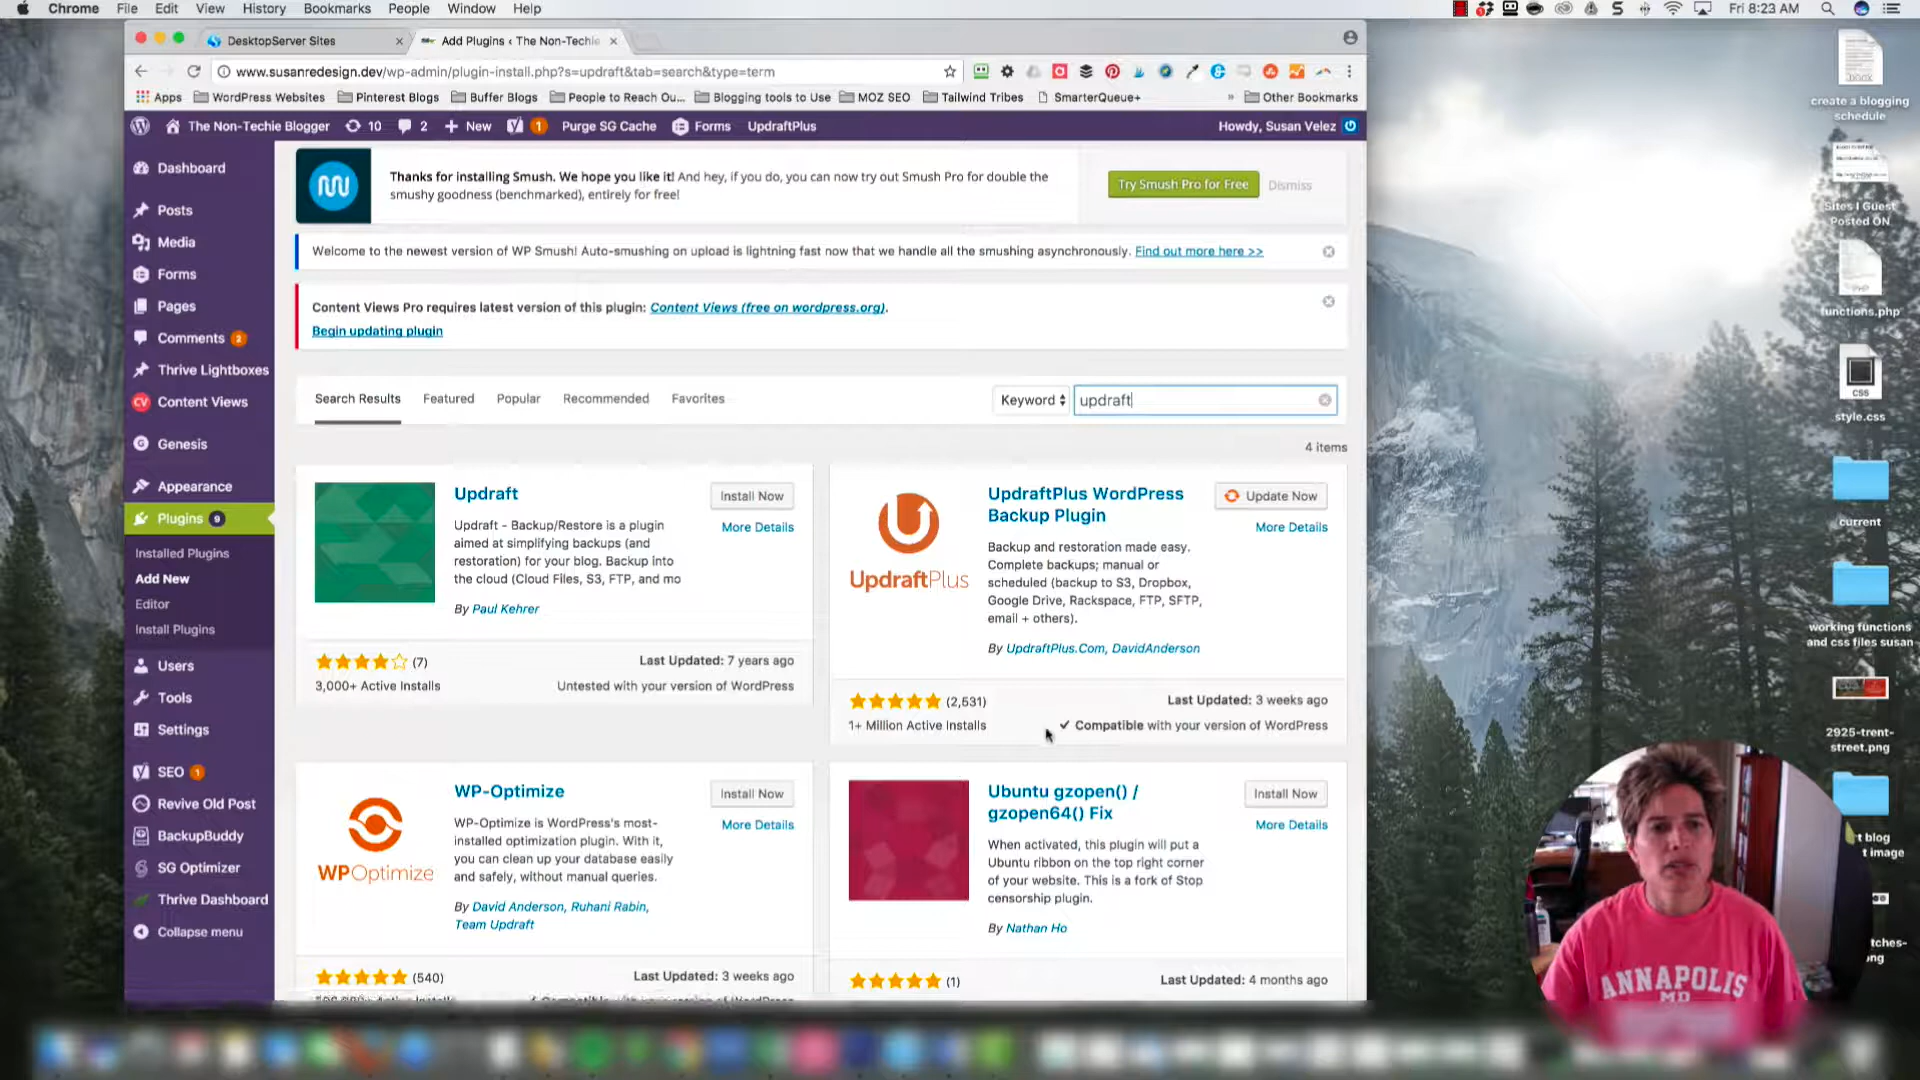 Chrome File Edit View History Bookmarks People Window Help
Fri 8:23 AM
DesktopServer Sites
Add Plugins ‹ The Non-Techie
www.susanredesign.dev/wp-admin/plugin-install.php?s=updraft&tab=search&type=term
Apps WordPress Websites Pinterest Blogs Buffer Blogs People to Reach Ou... Blogging tools to Use MOZ SEO Tailwind Tribes SmarterQueue+ » Other Bookmarks
The Non-Techie Blogger 10 2 New 1 Purge SG Cache Forms UpdraftPlus Howdy, Susan Velez
Dashboard
Posts
Media
Forms
Pages
Comments 2
Thrive Lightboxes
CV Content Views
Genesis
Appearance
Plugins 9
Installed Plugins
Add New
Editor
Install Plugins
Users
Tools
Settings
SEO 1
Revive Old Post
BackupBuddy
SG Optimizer
Thrive Dashboard
Collapse menu
Thanks for installing Smush. We hope you like it! And hey, if you do, you can now try out Smush Pro for double the
smushy goodness (benchmarked), entirely for free!
Try Smush Pro for Free Dismiss
Welcome to the newest version of WP Smush! Auto-smushing on upload is lightning fast now that we handle all the smushing asynchronously. Find out more here >>
Content Views Pro requires latest version of this plugin: Content Views (free on wordpress.org).
Begin updating plugin
Search Results Featured Popular Recommended Favorites
Keyword updraft
4 items
Updraft
Install Now
More Details
Updraft - Backup/Restore is a plugin
aimed at simplifying backups (and
restoration) for your blog. Backup into
the cloud (Cloud Files, S3, FTP, and mo
By Paul Kehrer
(7)
Last Updated: 7 years ago
3,000+ Active Installs
Untested with your version of WordPress
UpdraftPlus
UpdraftPlus WordPress
Backup Plugin
Update Now
More Details
Backup and restoration made easy.
Complete backups; manual or
scheduled (backup to S3, Dropbox,
Google Drive, Rackspace, FTP, SFTP,
email + others).
By UpdraftPlus.Com, DavidAnderson
(2,531)
Last Updated: 3 weeks ago
1+ Million Active Installs
Compatible with your version of WordPress
WPOptimize
WP-Optimize
Install Now
More Details
WP-Optimize is WordPress's most-
installed optimization plugin. With it,
you can clean up your database easily
and safely, without manual queries.
By David Anderson, Ruhani Rabin,
Team Updraft
(540)
Last Updated: 3 weeks ago
Ubuntu gzopen() /
gzopen64() Fix
Install Now
More Details
When activated, this plugin will put a
Ubuntu ribbon on the top right corner
of your website. This is a fork of Stop
censorship plugin.
By Nathan Ho
(1)
Last Updated: 4 months ago
create a blogging
schedule
Sites I Guest
Posted ON
PHP
functions.php
CSS
style.css
current
working functions
and css files susan
2925-trent-
street.png
t blog
t image
tches-
ng
ANNAPOLIS
MD